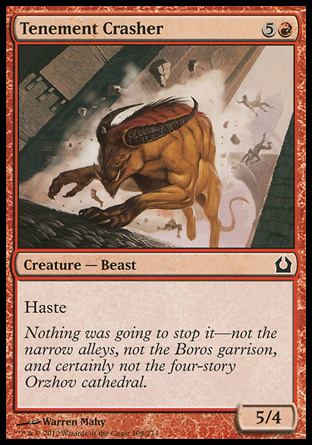 Tenement Crasher 5
Creature — Beast
Haste
Nothing was going to stop it—not the
narrow alleys, not the Boros garrison,
and certainly not the four-story
Orzhov cathedral.
Warren Mahy
5/4